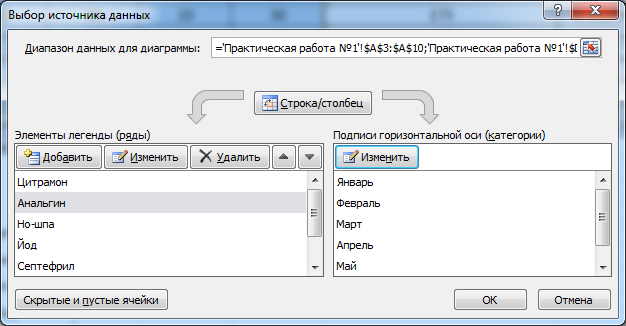 Выбор источника данных
Диапазон данных для диаграммы: ='Практическая работа №1'!$A$3:$A$10;'Практическая работа №1'!$
Строка/столбец
Элементы легенды (ряды)
Подписи горизонтальной оси (категории)
Добавить Изменить Удалить
Изменить
Цитрамон
Анальгин
Но-шпа
Йод
Септефрил
Январь
Февраль
Март
Апрель
Май
Скрытые и пустые ячейки
ОК Отмена